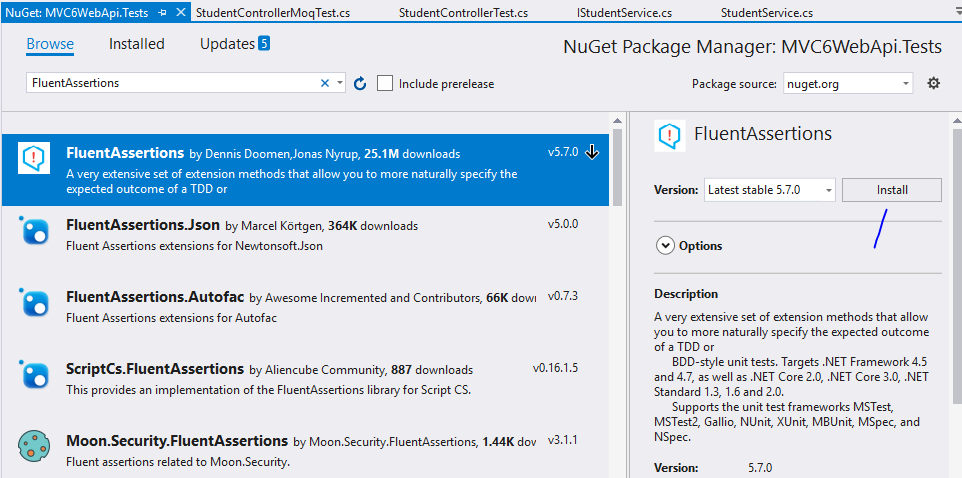 NuGet: MVC6WebApi.Tests
StudentControllerMoqTest.cs
StudentControllerTest.cs
IStudentService.cs
StudentService.cs
Browse
Installed
Updates
5
NuGet Package Manager: MVC6WebApi.Tests
FluentAssertions
Include prerelease
Package source:
nuget.org
FluentAssertions by Dennis Doomen,Jonas Nyrup, 25.1M downloads
v5.7.0
A very extensive set of extension methods that allow you to more naturally specify the
expected outcome of a TDD or
FluentAssertions.Json by Marcel Körtgen, 364K downloads
v5.0.0
Fluent Assertions extensions for Newtonsoft.Json
FluentAssertions.Autofac by Awesome Incremented and Contributors, 66K down
v0.7.3
Fluent Assertions extensions for Autofac
ScriptCs.FluentAssertions by Aliencube Community, 887 downloads
v0.16.1.5
This provides an implementation of the FluentAssertions library for Script CS.
Moon.Security.FluentAssertions by Moon.Security.FluentAssertions, 1.44K dow
v3.1.1
Fluent assertions related to Moon.Security.
FluentAssertions
Version:
Latest stable 5.7.0
Install
Options
Description
A very extensive set of extension methods that allow
you to more naturally specify the expected outcome
of a TDD or
BDD-style unit tests. Targets .NET Framework 4.5
and 4.7, as well as .NET Core 2.0, .NET Core 3.0, .NET
Standard 1.3, 1.6 and 2.0.
Supports the unit test frameworks MSTest,
MSTest2, Gallio, NUnit, XUnit, MBUnit, MSpec, and
NSpec.
Version:
5.7.0